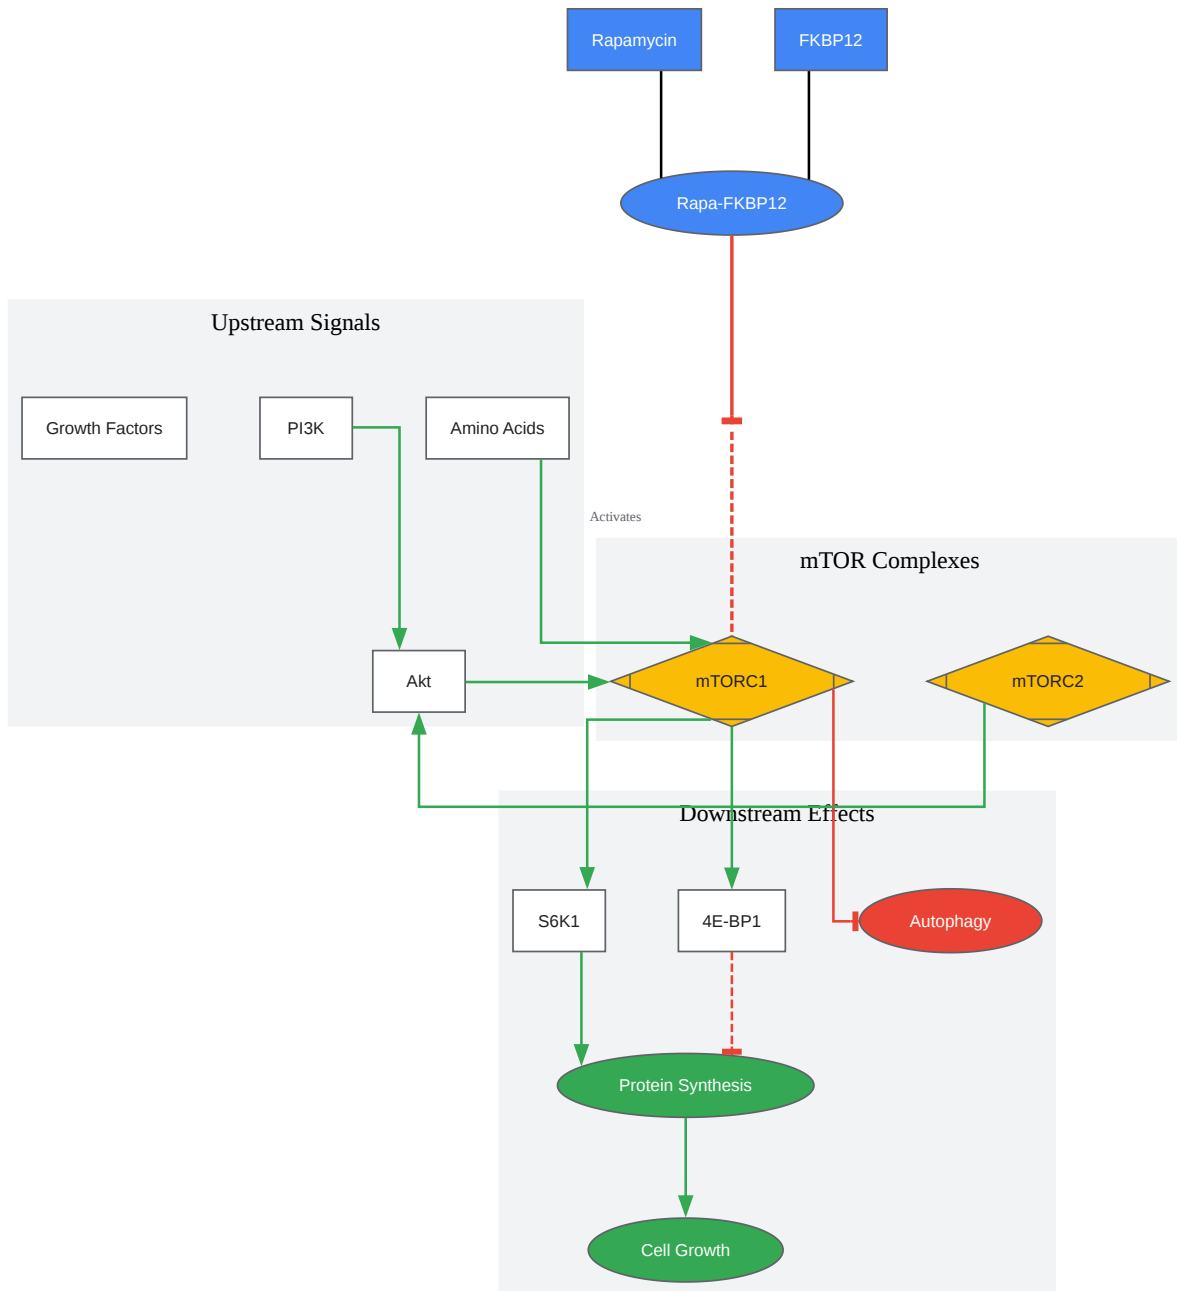 Rapamycin
FKBP12
Rapa-FKBP12
Upstream Signals
Growth Factors
PI3K
Amino Acids
Activates
mTOR Complexes
Akt
mTORC1
mTORC2
Downstream Effects
S6K1
4E-BP1
Autophagy
Protein Synthesis
Cell Growth